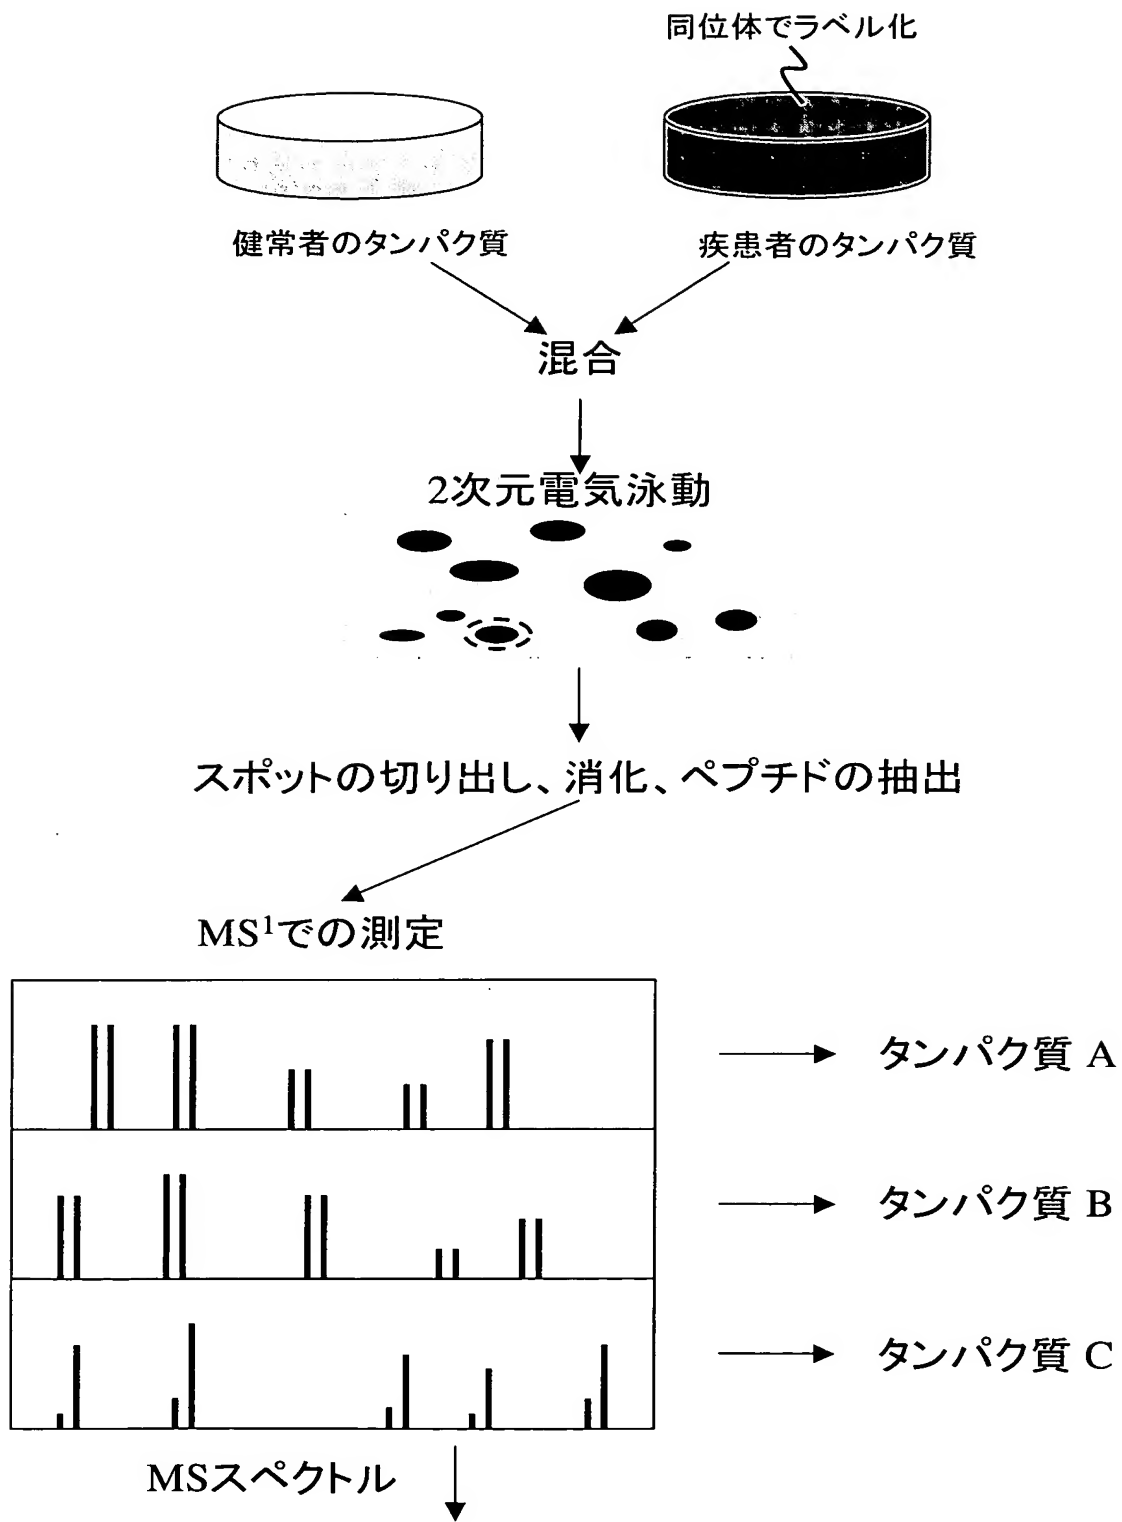 同位体でラベル化
健常者のタンパク質
疾患者のタンパク質
混合
2次元電気泳動
スポットの切り出し、消化、ペプチドの抽出
MS¹での測定
タンパク質 A
タンパク質 B
タンパク質 C
MSスペクトル